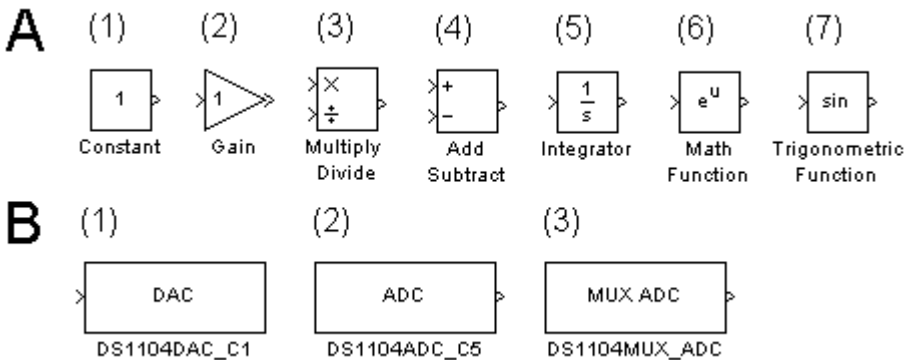 A (1) (2) (3) (4) (5) (6) (7)
1 1 × ÷ + − 1/s e^u sin
Constant Gain Multiply Divide Add Subtract Integrator Math Function Trigonometric Function
B (1) (2) (3)
DAC ADC MUX ADC
DS1104DAC_C1 DS1104ADC_C5 DS1104MUX_ADC